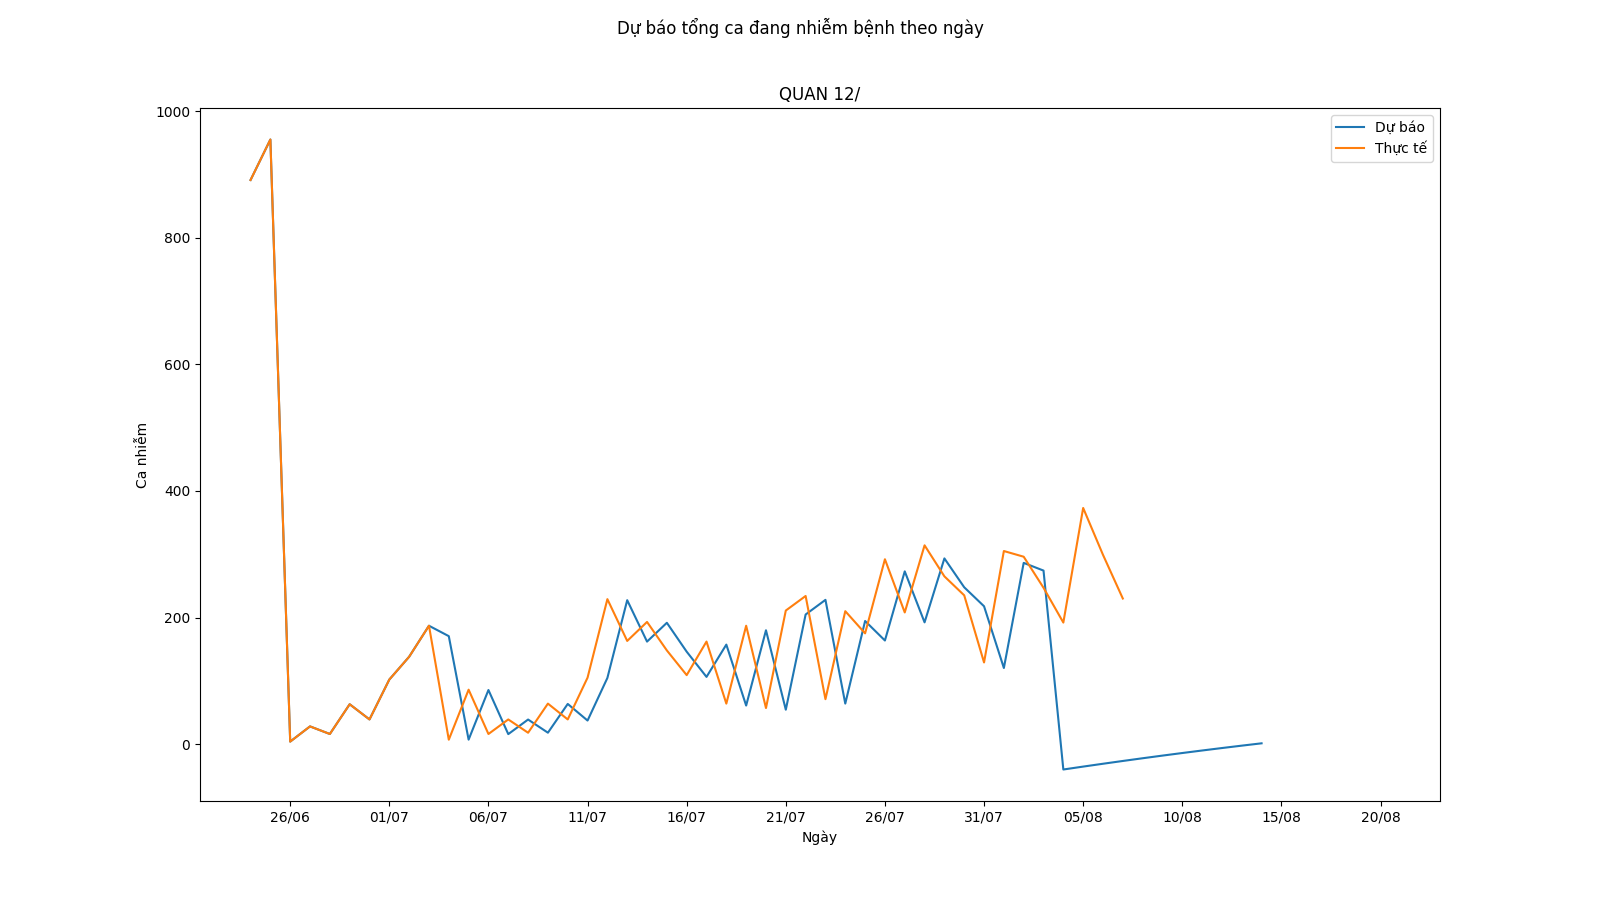 Dự báo tổng ca đang nhiễm bệnh theo ngày
QUAN 12/
Dự báo
Thực tế
1000
800
600
400
200
0
Ca nhiễm
26/06 01/07 06/07 11/07 16/07 21/07 26/07 31/07 05/08 10/08 15/08 20/08
Ngày